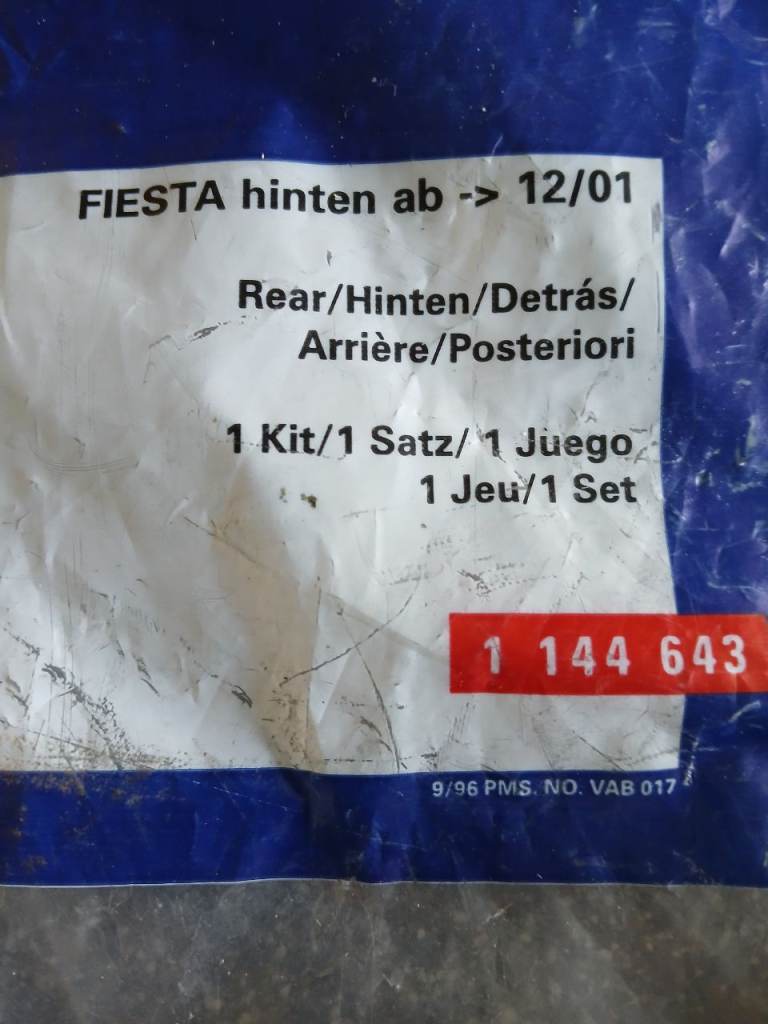 FIESTA hinten ab -> 12/01
Rear/Hinten/Detrás/
Arrière/Posteriori
1 Kit/1 Satz/ 1 Juego
1 Jeu/1 Set
1 144 643
9/96 PMS. NO. VAB 017